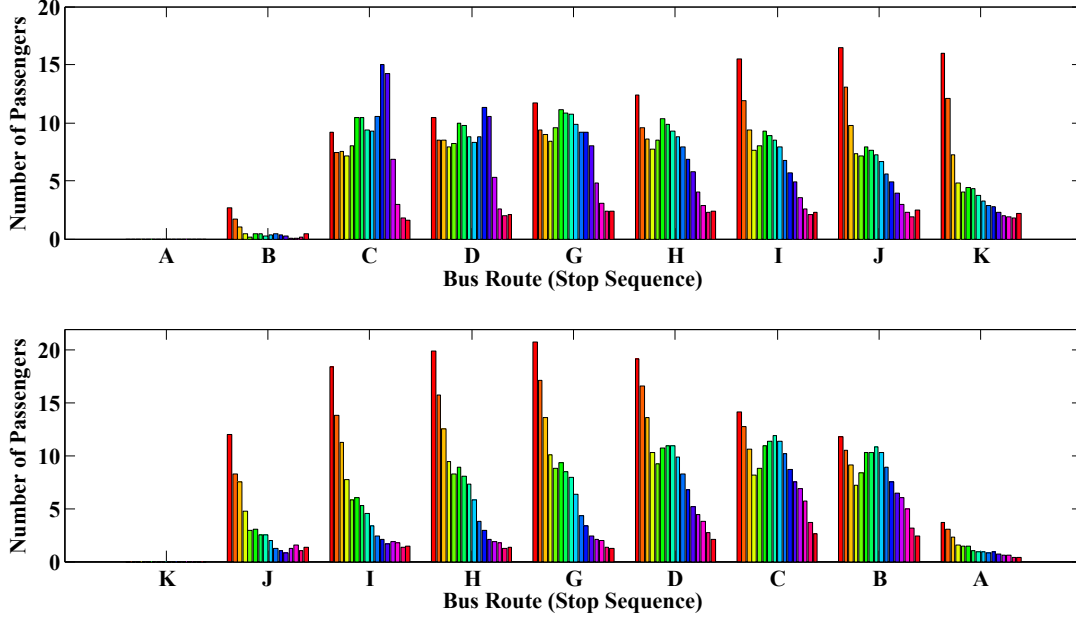 20
15
10
5
0
Number of Passengers
A B C D G H I J K
Bus Route (Stop Sequence)
20
15
10
5
0
Number of Passengers
K J I H G D C B A
Bus Route (Stop Sequence)